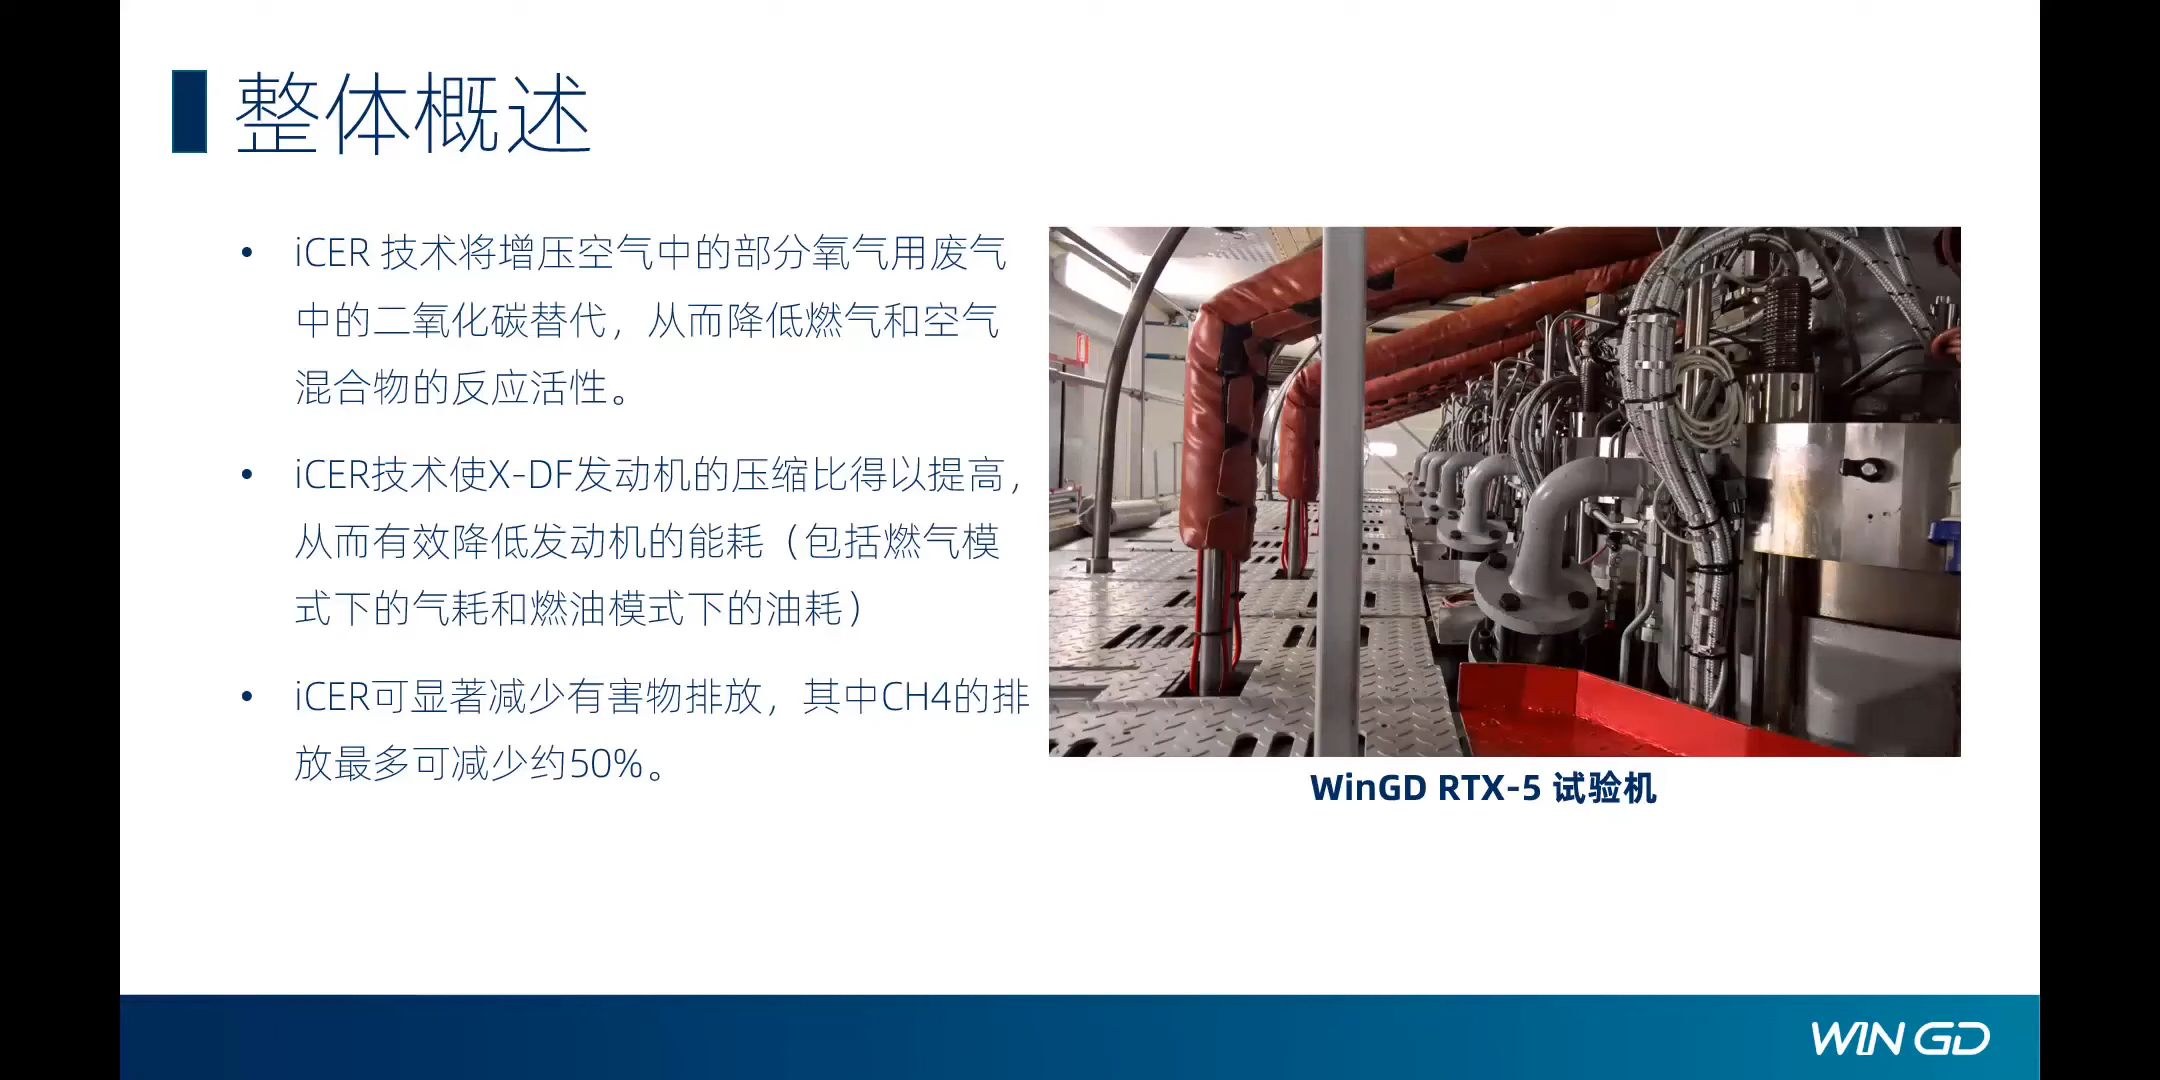 整体概述
• iCER 技术将增压空气中的部分氧气用废气
中的二氧化碳替代，从而降低燃气和空气
混合物的反应活性。
• iCER技术使X-DF发动机的压缩比得以提高，
从而有效降低发动机的能耗（包括燃气模
式下的气耗和燃油模式下的油耗）
• iCER可显著减少有害物排放，其中CH4的排
放最多可减少约50%。
WinGD RTX-5 试验机
WIN GD